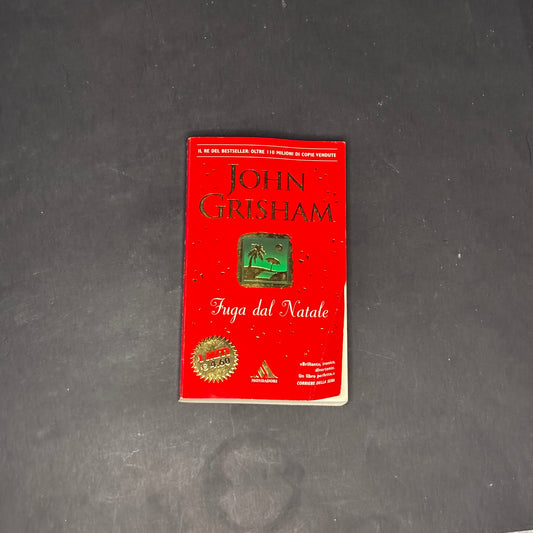 IL RE DEL BESTSELLER: OLTRE 110 MILIONI DI COPIE VENDUTE
JOHN
GRISHAM
Fuga dal Natale
«Brillante, ironico,
divertente.
Un libro perfetto.»
CORRIERE DELLA SERA
MONDADORI